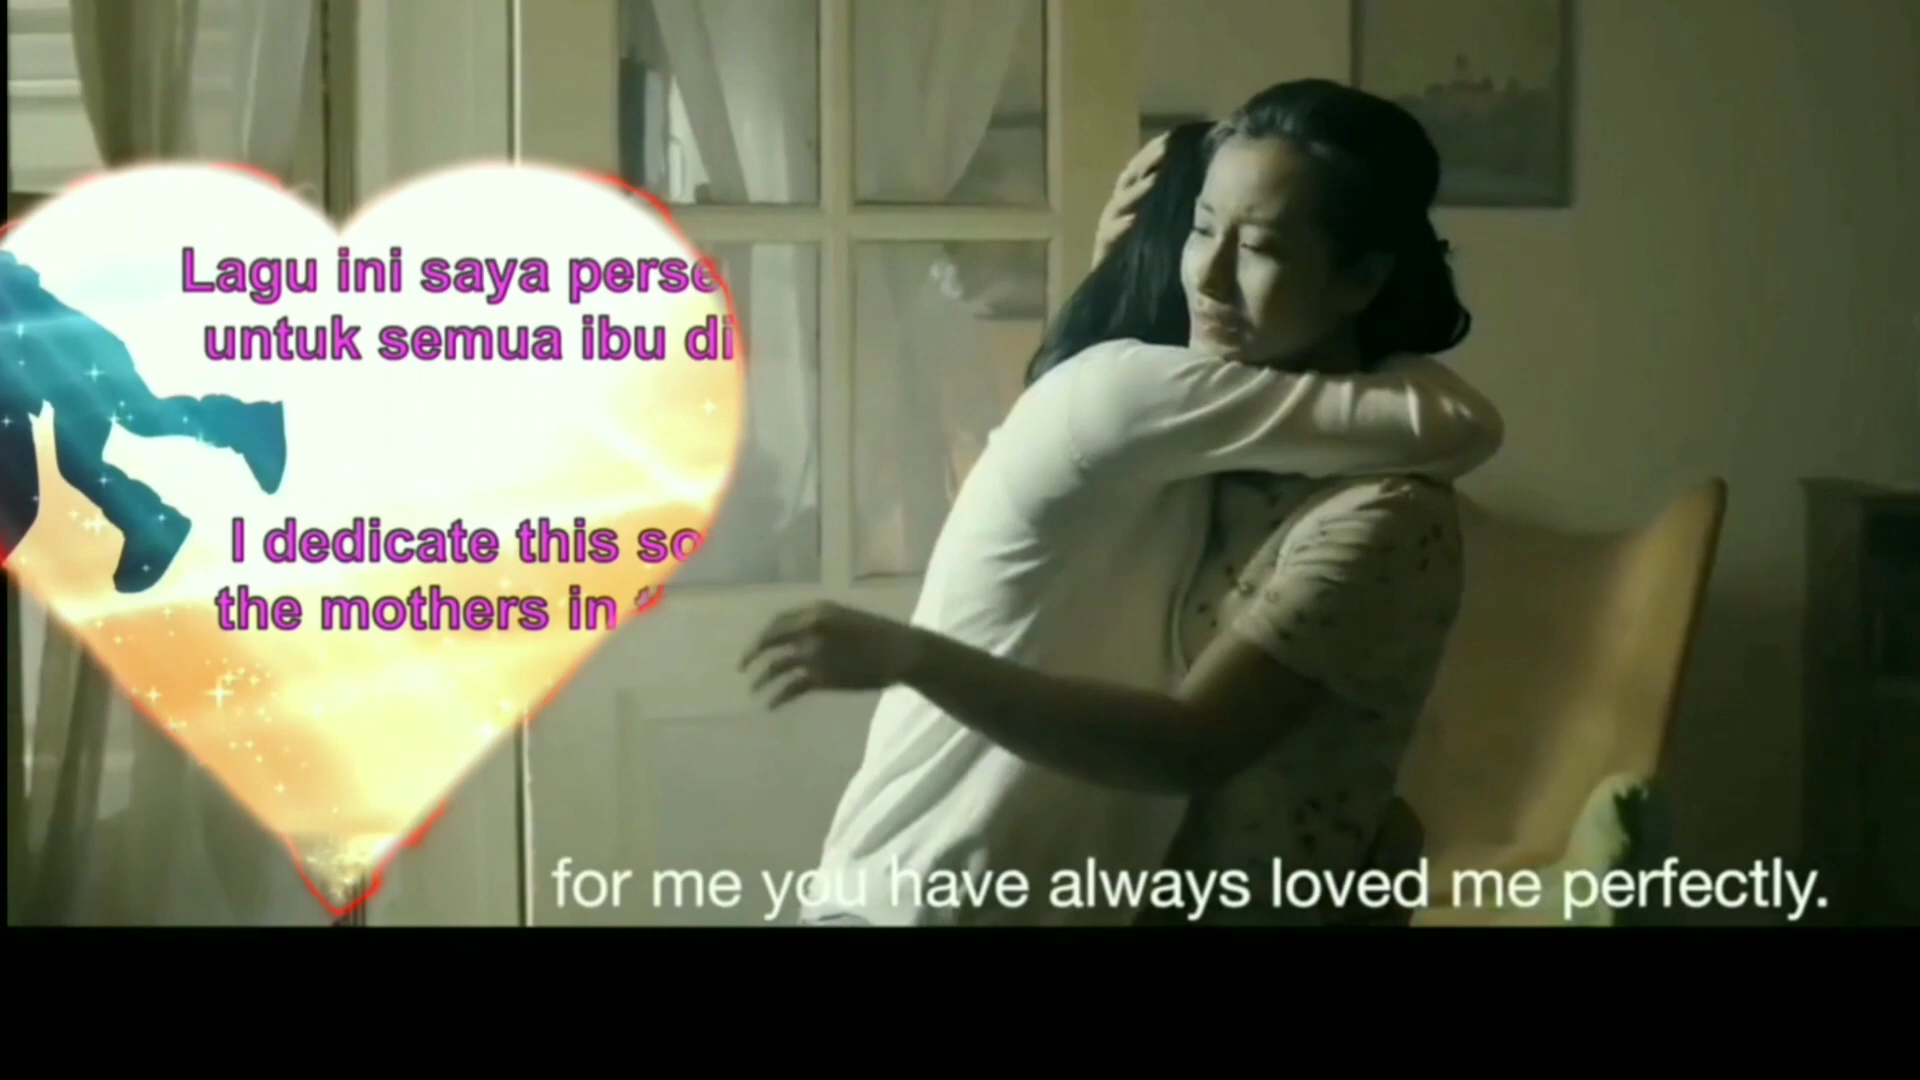 Lagu ini saya perse
untuk semua ibu di
I dedicate this so
the mothers in
for me you have always loved me perfectly.